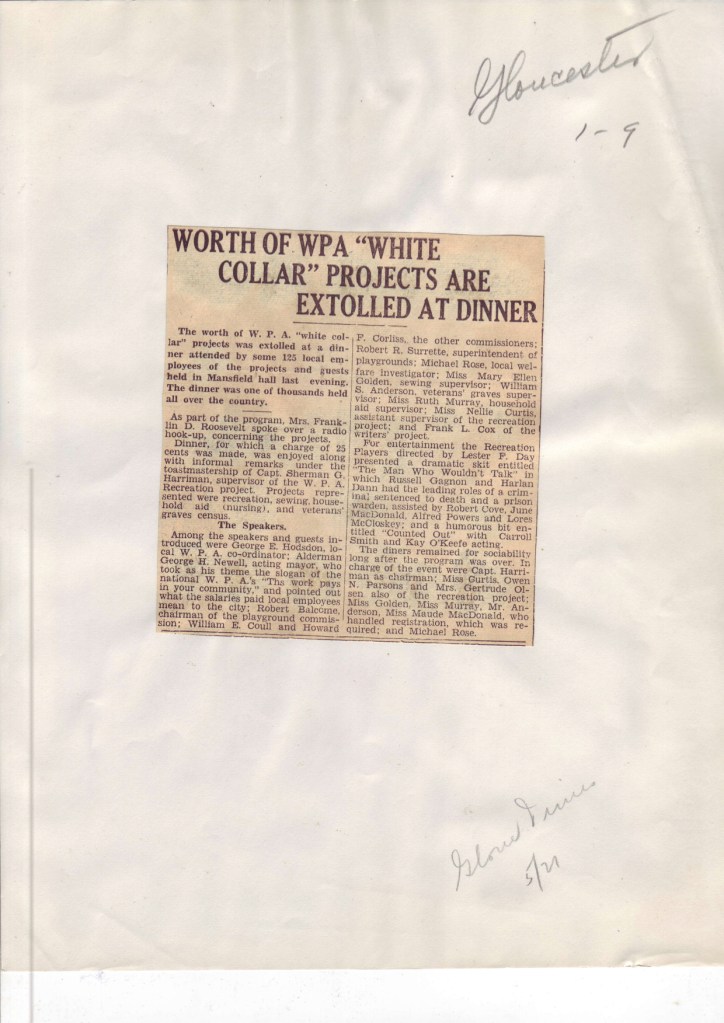 Gloucester
1-9
WORTH OF WPA “WHITE
COLLAR” PROJECTS ARE
EXTOLLED AT DINNER
The worth of W. P. A. “white col-
lar” projects was extolled at a din-
ner attended by some 125 local em-
ployees of the projects and guests
held in Mansfield hall last evening.
The dinner was one of thousands held
all over the country.
As part of the program, Mrs. Frank-
lin D. Roosevelt spoke over a radio
hook-up, concerning the projects.
Dinner, for which a charge of 25
cents was made, was enjoyed along
with informal remarks under the
toastmastership of Capt. Sherman G.
Harriman, supervisor of the W. P. A.
Recreation project. Projects repre-
sented were recreation, sewing, house-
hold aid (nursing), and veterans'
graves census.
The Speakers.
Among the speakers and guests in-
troduced were George E. Hodsdon, lo-
cal W. P. A. co-ordinator; Alderman
George H. Newell, acting mayor, who
took as his theme the slogan of the
national W. P. A.'s “Ths work pays
in your community,” and pointed out
what the salaries paid local employees
mean to the city; Robert Balcome,
chairman of the playground commis-
sion; William E. Coull and Howard
F. Corliss, the other commissioners;
Robert R. Surrette, superintendent of
playgrounds; Michael Rose, local wel-
fare investigator; Miss Mary Ellen
Golden, sewing supervisor; William
S. Anderson, veterans' graves super-
visor; Miss Ruth Murray, household
aid supervisor; Miss Nellie Curtis,
assistant supervisor of the recreation
project; and Frank L. Cox of the
writers' project.
For entertainment the Recreation
Players directed by Lester F. Day
presented a dramatic skit entitled
“The Man Who Wouldn't Talk” in
which Russell Gagnon and Harlan
Dann had the leading roles of a crim-
inal sentenced to death and a prison
warden, assisted by Robert Cove, June
MacDonald, Alfred Powers and Lores
McCloskey; and a humorous bit en-
titled “Counted Out” with Carroll
Smith and Kay O'Keefe acting.
The diners remained for sociability
long after the program was over. In
charge of the event were Capt. Harri-
man as chairman; Miss Curtis, Owen
N. Parsons and Mrs. Gertrude Ol-
sen also of the recreation project;
Miss Golden, Miss Murray, Mr. An-
derson, Miss Maude MacDonald, who
handled registration, which was re-
quired; and Michael Rose.
Glouc Times
5/21